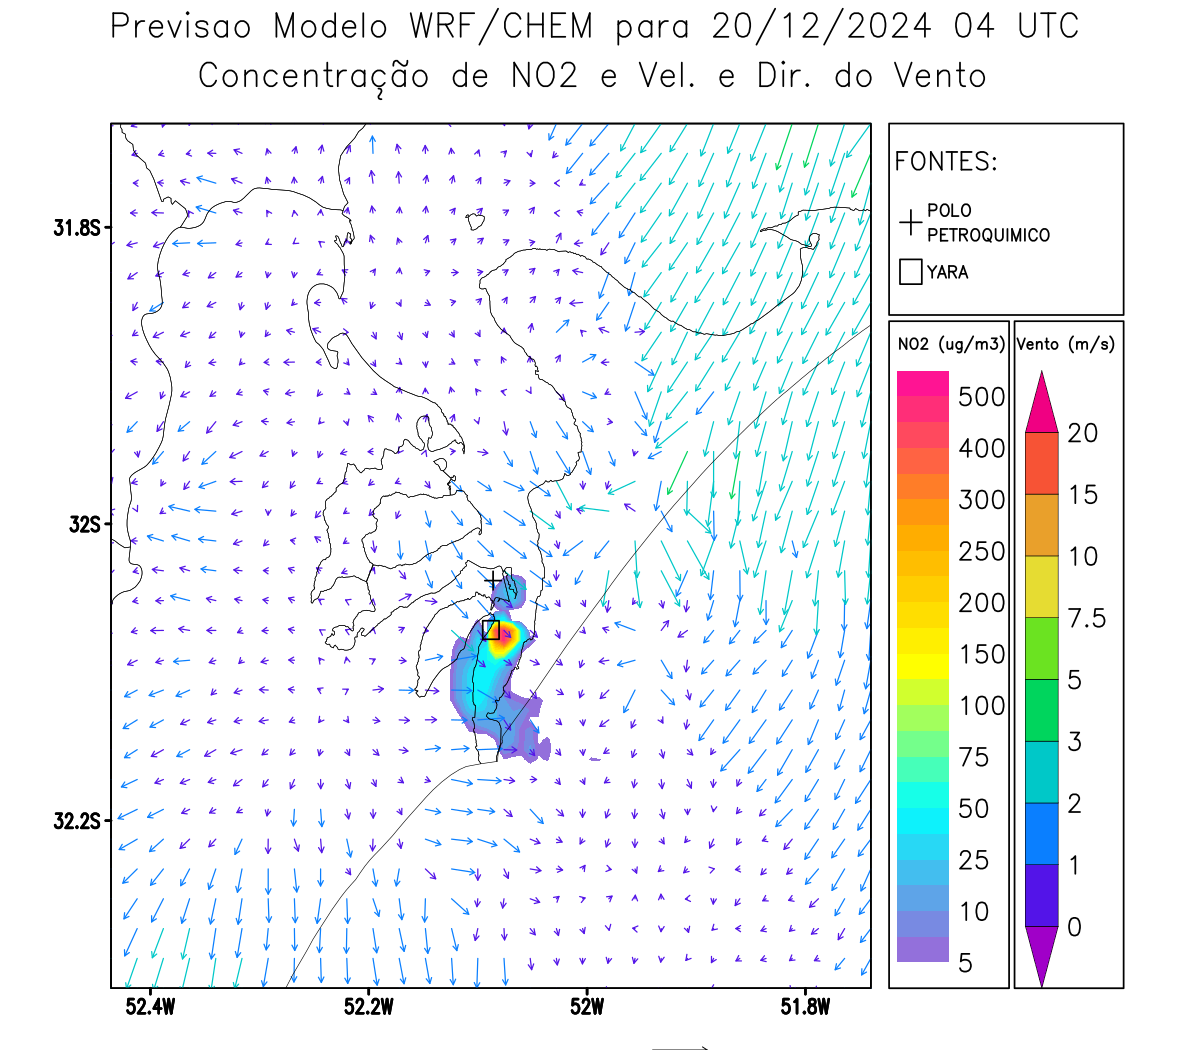 Previsao Modelo WRF/CHEM para 20/12/2024 04 UTC
Concentração de NO2 e Vel. e Dir. do Vento
FONTES:
POLO
PETROQUIMICO
YARA
31.8S
32S
32.2S
52.4W
52.2W
52W
51.8W
NO2 (ug/m3)
500
400
300
250
200
150
100
75
50
25
10
5
Vento (m/s)
20
15
10
7.5
5
3
2
1
0